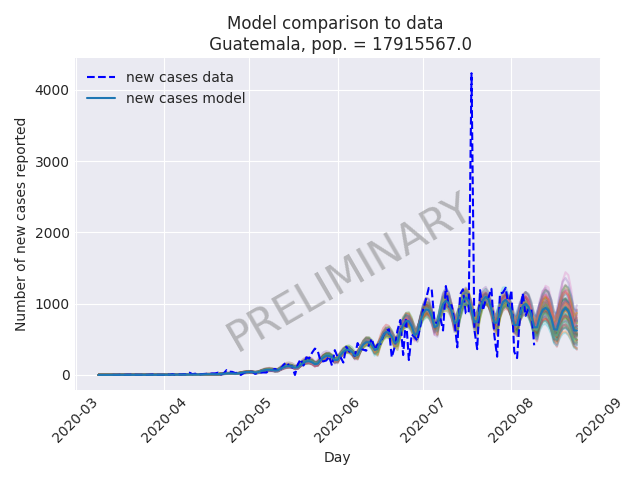 Model comparison to data
Guatemala, pop. = 17915567.0
new cases data
new cases model
Number of new cases reported
4000
3000
2000
1000
0
PRELIMINARY
2020-03
2020-04
2020-05
2020-06
2020-07
2020-08
2020-09
Day